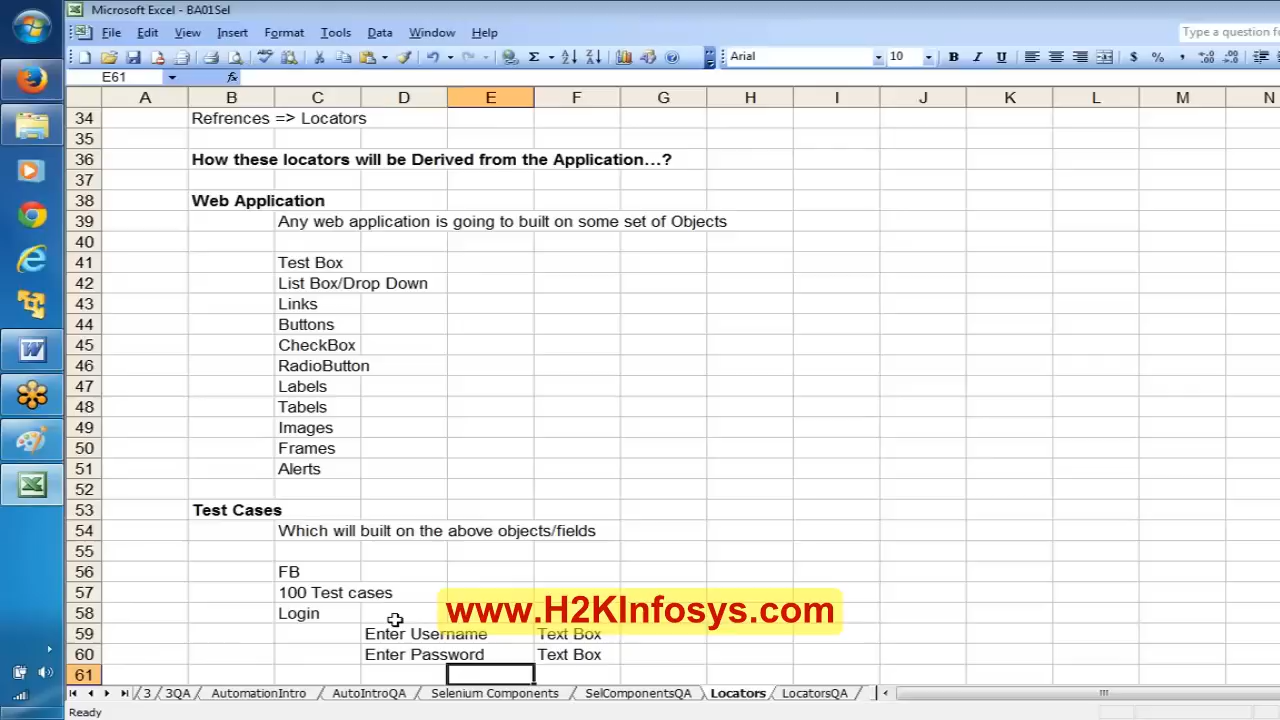 Microsoft Excel - BA01Sel
File Edit View Insert Format Tools Data Window Help
Type a question fo
Arial 10 B I U $ % ,
E61 fx
A B C D E F G H I J K L M N
34 Refrences => Locators
35
36 How these locators will be Derived from the Application...?
37
38 Web Application
39 Any web application is going to built on some set of Objects
40
41 Test Box
42 List Box/Drop Down
43 Links
44 Buttons
45 CheckBox
46 RadioButton
47 Labels
48 Tabels
49 Images
50 Frames
51 Alerts
52
53 Test Cases
54 Which will built on the above objects/fields
55
56 FB
57 100 Test cases
58 Login
www.H2KInfosys.com
59 Enter Username Text Box
60 Enter Password Text Box
61
3 3QA AutomationIntro AutoIntroQA Selenium Components SelComponentsQA Locators LocatorsQA
Ready